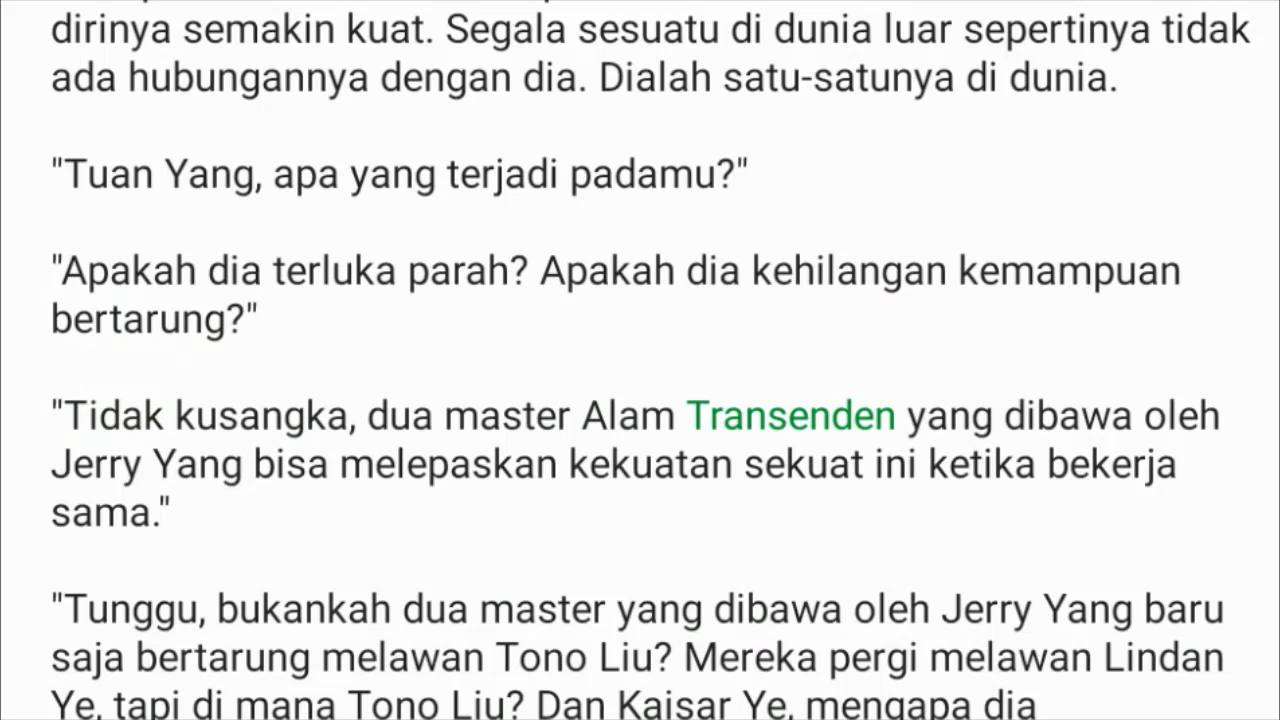 dirinya semakin kuat. Segala sesuatu di dunia luar sepertinya tidak
ada hubungannya dengan dia. Dialah satu-satunya di dunia.
"Tuan Yang, apa yang terjadi padamu?"
"Apakah dia terluka parah? Apakah dia kehilangan kemampuan
bertarung?"
"Tidak kusangka, dua master Alam Transenden yang dibawa oleh
Jerry Yang bisa melepaskan kekuatan sekuat ini ketika bekerja
sama."
"Tunggu, bukankah dua master yang dibawa oleh Jerry Yang baru
saja bertarung melawan Tono Liu? Mereka pergi melawan Lindan
Ye, tapi di mana Tono Liu? Dan Kaisar Ye, mengapa dia